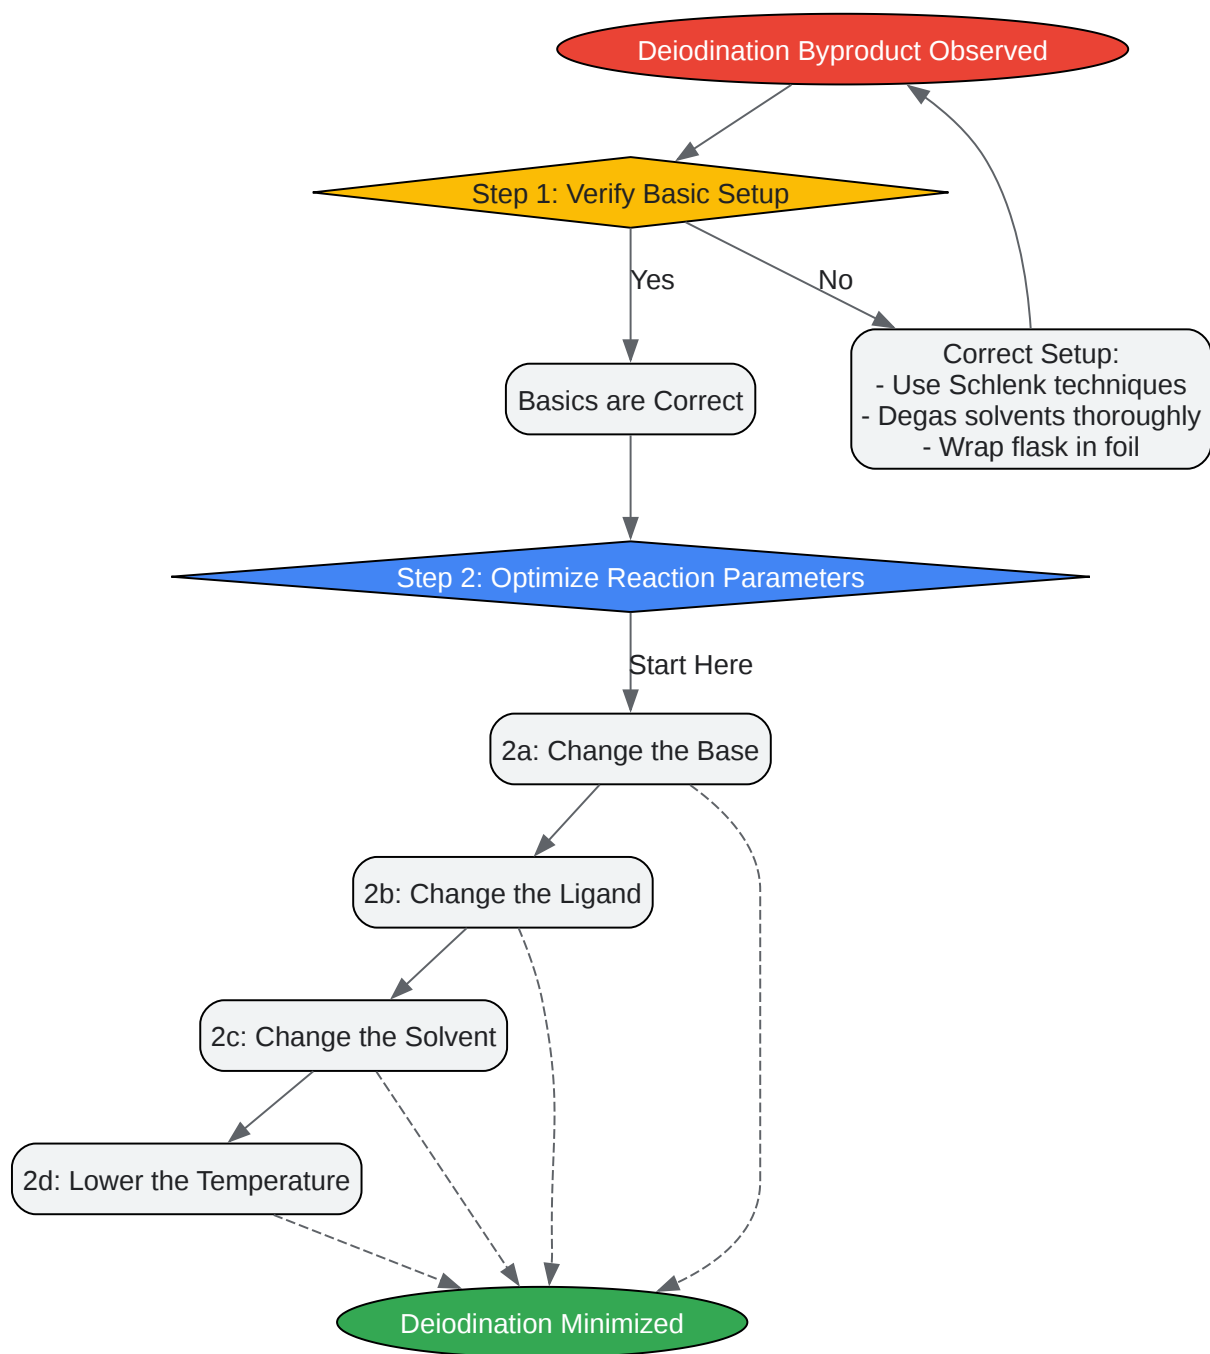 Deiodination Byproduct Observed
Step 1: Verify Basic Setup
Yes
No
Basics are Correct
Correct Setup:
- Use Schlenk techniques
- Degas solvents thoroughly
- Wrap flask in foil
Step 2: Optimize Reaction Parameters
Start Here
2a: Change the Base
2b: Change the Ligand
2c: Change the Solvent
2d: Lower the Temperature
Deiodination Minimized